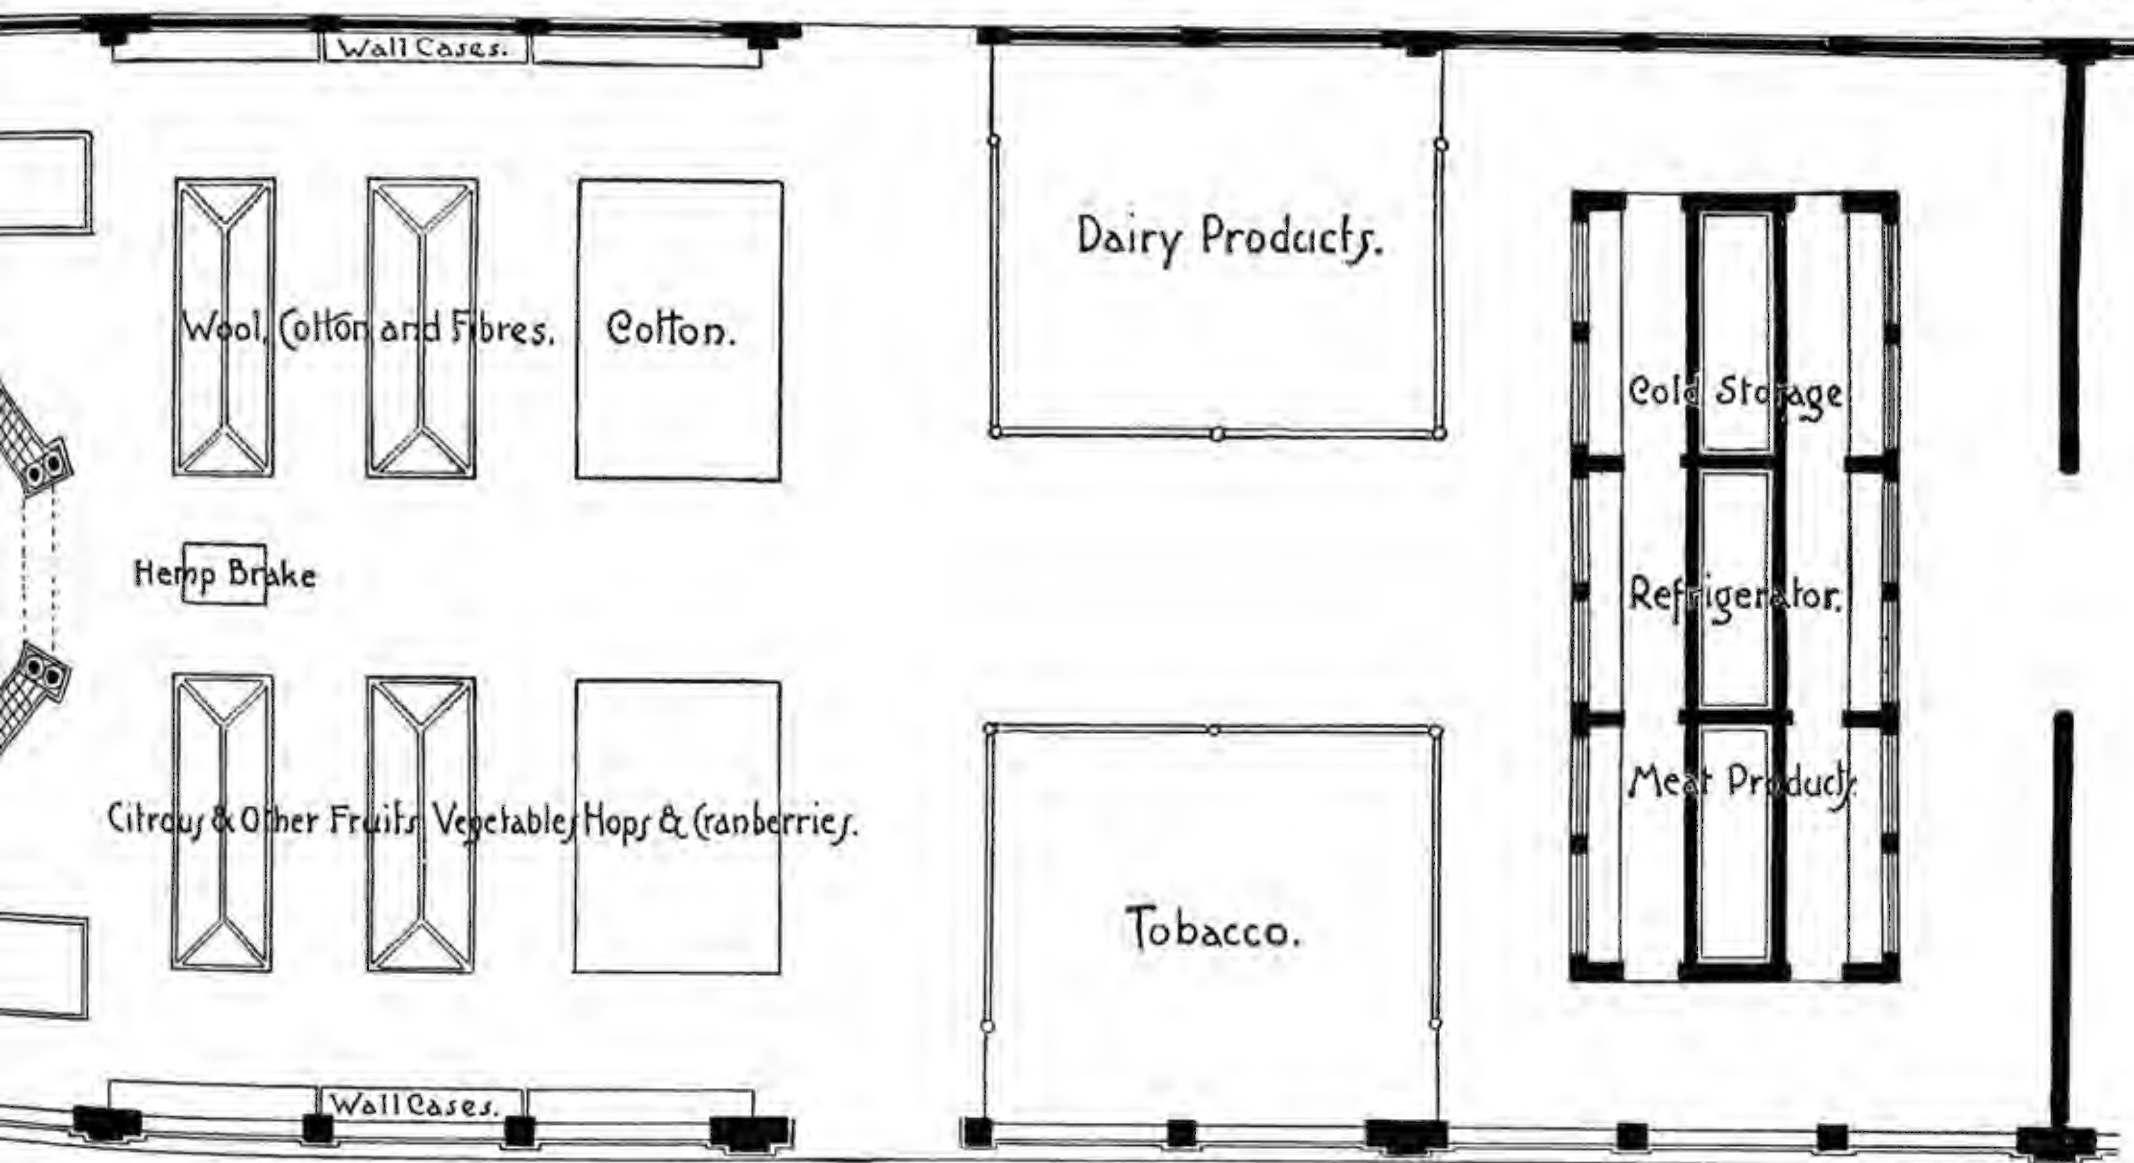 Wall Cases.
Dairy Products.
Wool, Cotton and Fibres.
Cotton.
Cold Storage
Hemp Brake
Refrigerator.
Meat Products.
Citrous & Other Fruits Vegetables Hops & Cranberries.
Tobacco.
Wall Cases.